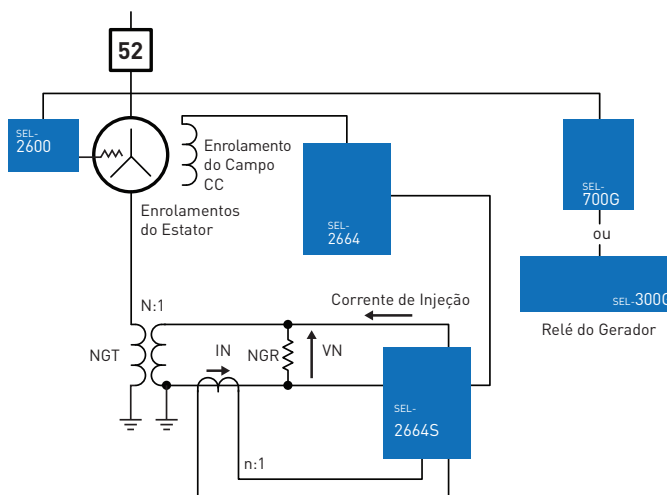 52
SEL-
2600
Enrolamento
do Campo
CC
SEL-
700G
Enrolamentos
do Estator
SEL-
2664
ou
SEL-300G
Relé do Gerador
N:1
Corrente de Injeção
NGT
IN
NGR
VN
SEL-
2664S
n:1